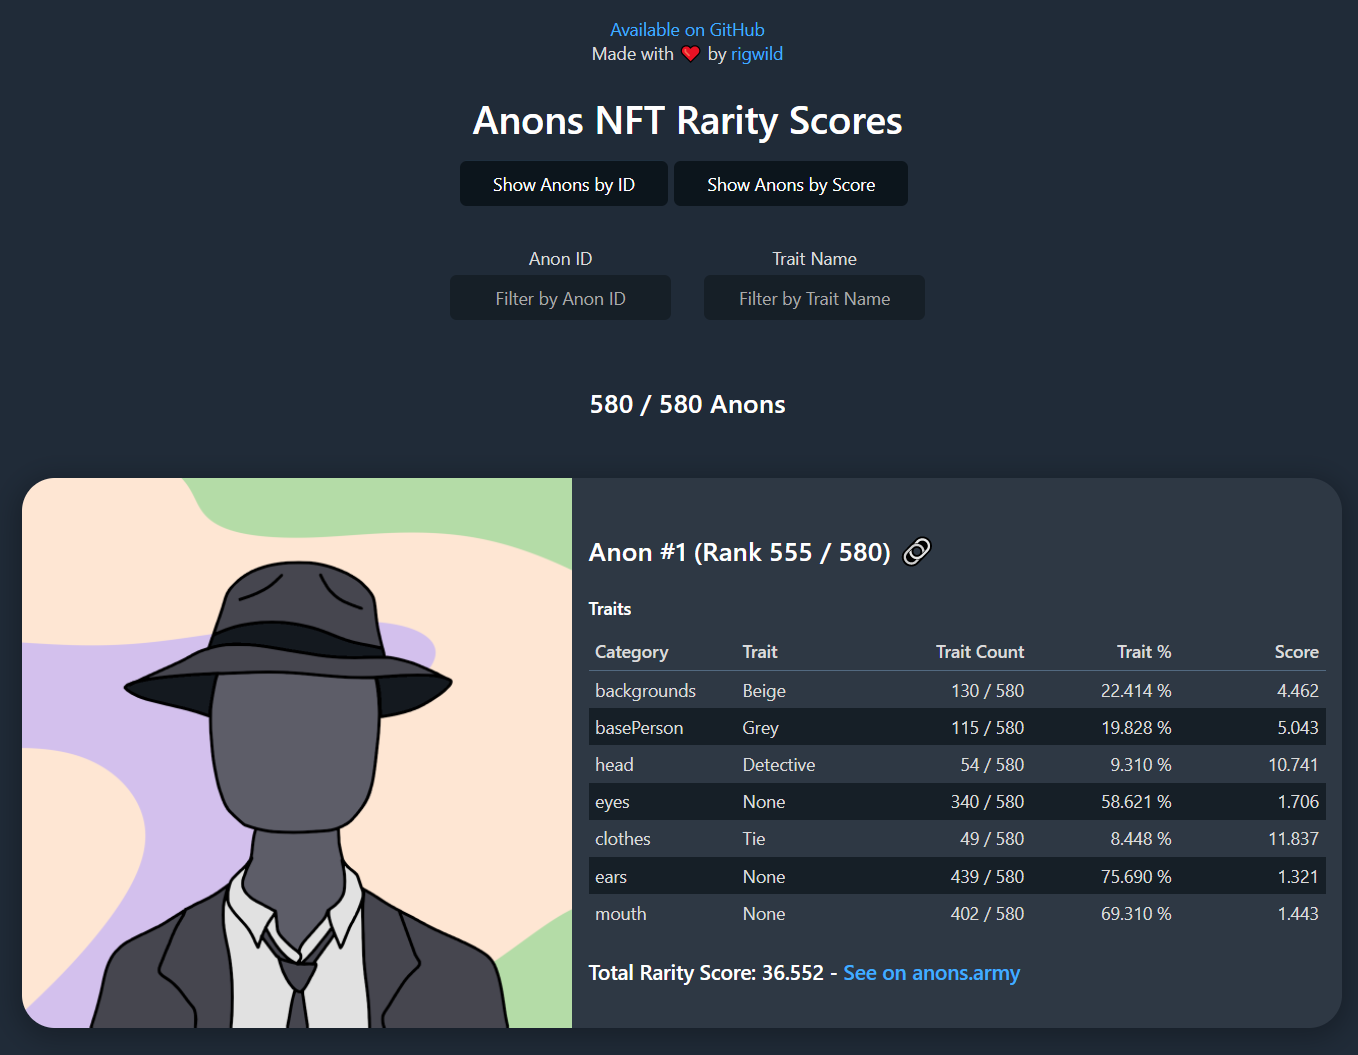 Available on GitHub
Made with ❤ by rigwild
Anons NFT Rarity Scores
Show Anons by ID Show Anons by Score
Anon ID Trait Name
Filter by Anon ID Filter by Trait Name
580 / 580 Anons
Anon #1 (Rank 555 / 580)
Traits
Category Trait Trait Count Trait % Score
backgrounds Beige 130 / 580 22.414 % 4.462
basePerson Grey 115 / 580 19.828 % 5.043
head Detective 54 / 580 9.310 % 10.741
eyes None 340 / 580 58.621 % 1.706
clothes Tie 49 / 580 8.448 % 11.837
ears None 439 / 580 75.690 % 1.321
mouth None 402 / 580 69.310 % 1.443
Total Rarity Score: 36.552 - See on anons.army